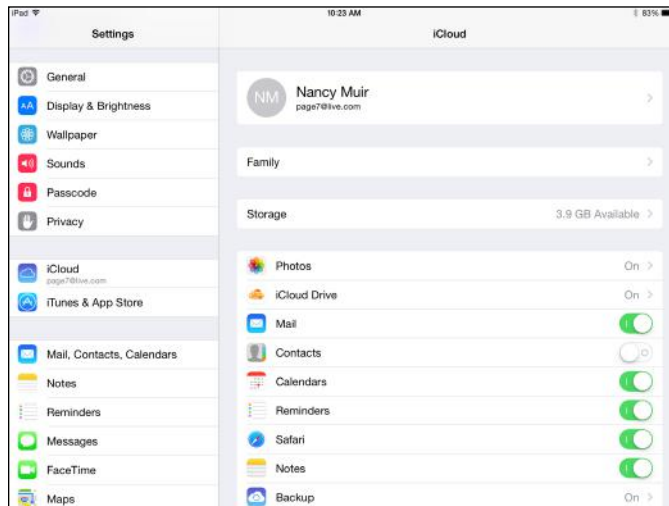 iPad 10:23 AM 83%
Settings
iCloud
General
Display & Brightness
Wallpaper
Sounds
Passcode
Privacy
iCloud
page7@live.com
iTunes & App Store
Mail, Contacts, Calendars
Notes
Reminders
Messages
FaceTime
Maps
NM
Nancy Muir
page7@live.com
Family
Storage 3.9 GB Available
Photos On
iCloud Drive On
Mail
Contacts
Calendars
Reminders
Safari
Notes
Backup On